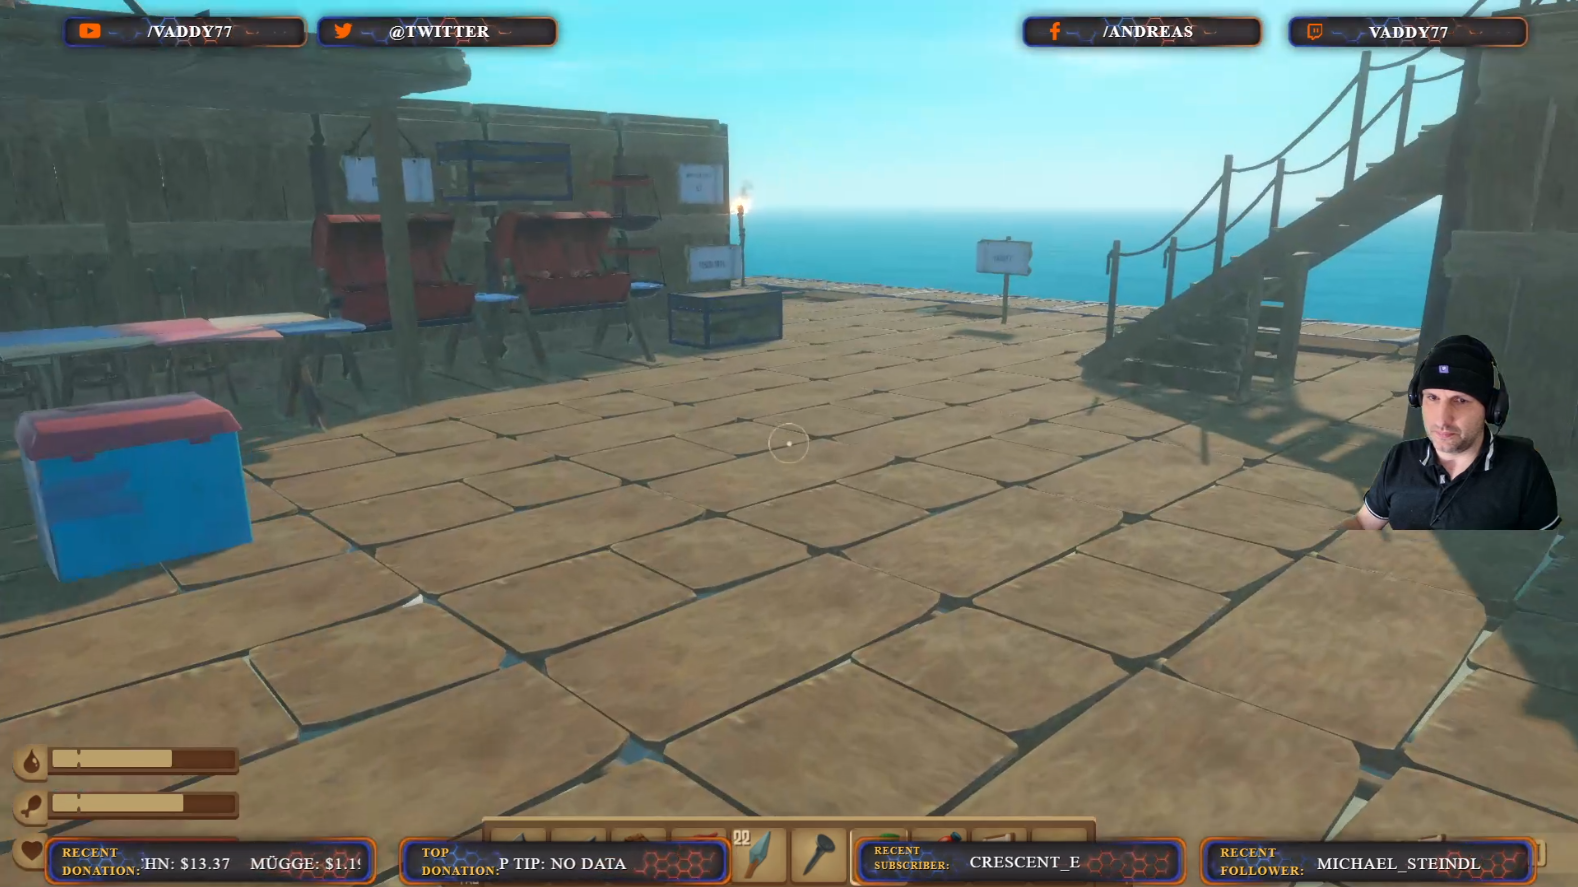 /VADDY77
@TWITTER
/ANDREAS
VADDY77
22
RECENT DONATION: HN: $13.37 MÜGGE: $1.1
TOP DONATION: P TIP: NO DATA
RECENT SUBSCRIBER: CRESCENT_E
RECENT FOLLOWER: MICHAEL_STEINDL